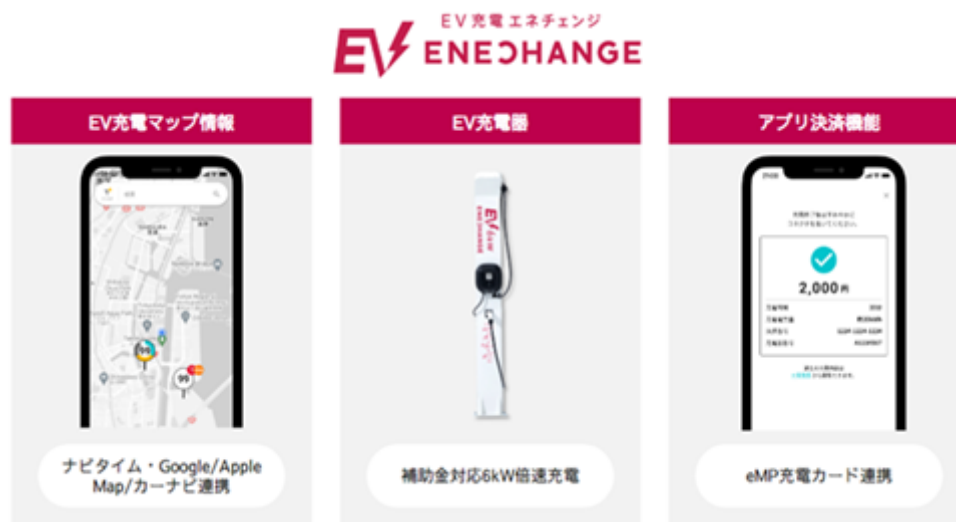 EV充電 エネチェンジ
EV ENECHANGE
EV充電マップ情報
EV充電器
アプリ決済機能
EV 6kW
ENECHANGE
2,000円
ナビタイム・Google/Apple
Map/カーナビ連携
補助金対応6kW倍速充電
eMP充電カード連携